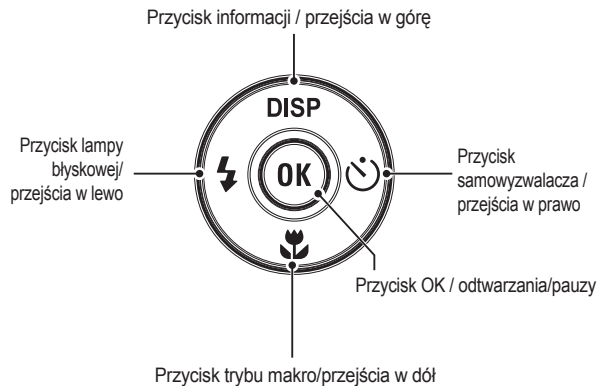 Przycisk informacji / przejścia w górę
DISP
Przycisk lampy
błyskowej/
przejścia w lewo
OK
Przycisk
samowyzwalacza /
przejścia w prawo
Przycisk OK / odtwarzania/pauzy
Przycisk trybu makro/przejścia w dół